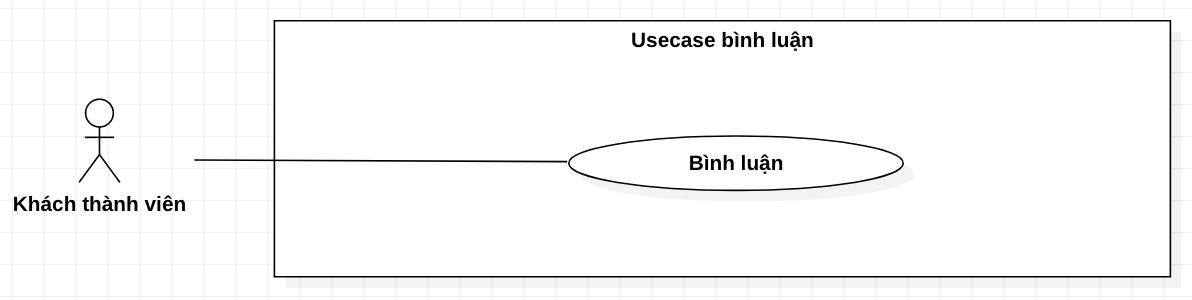 Usecase bình luận
Bình luận
Khách thành viên